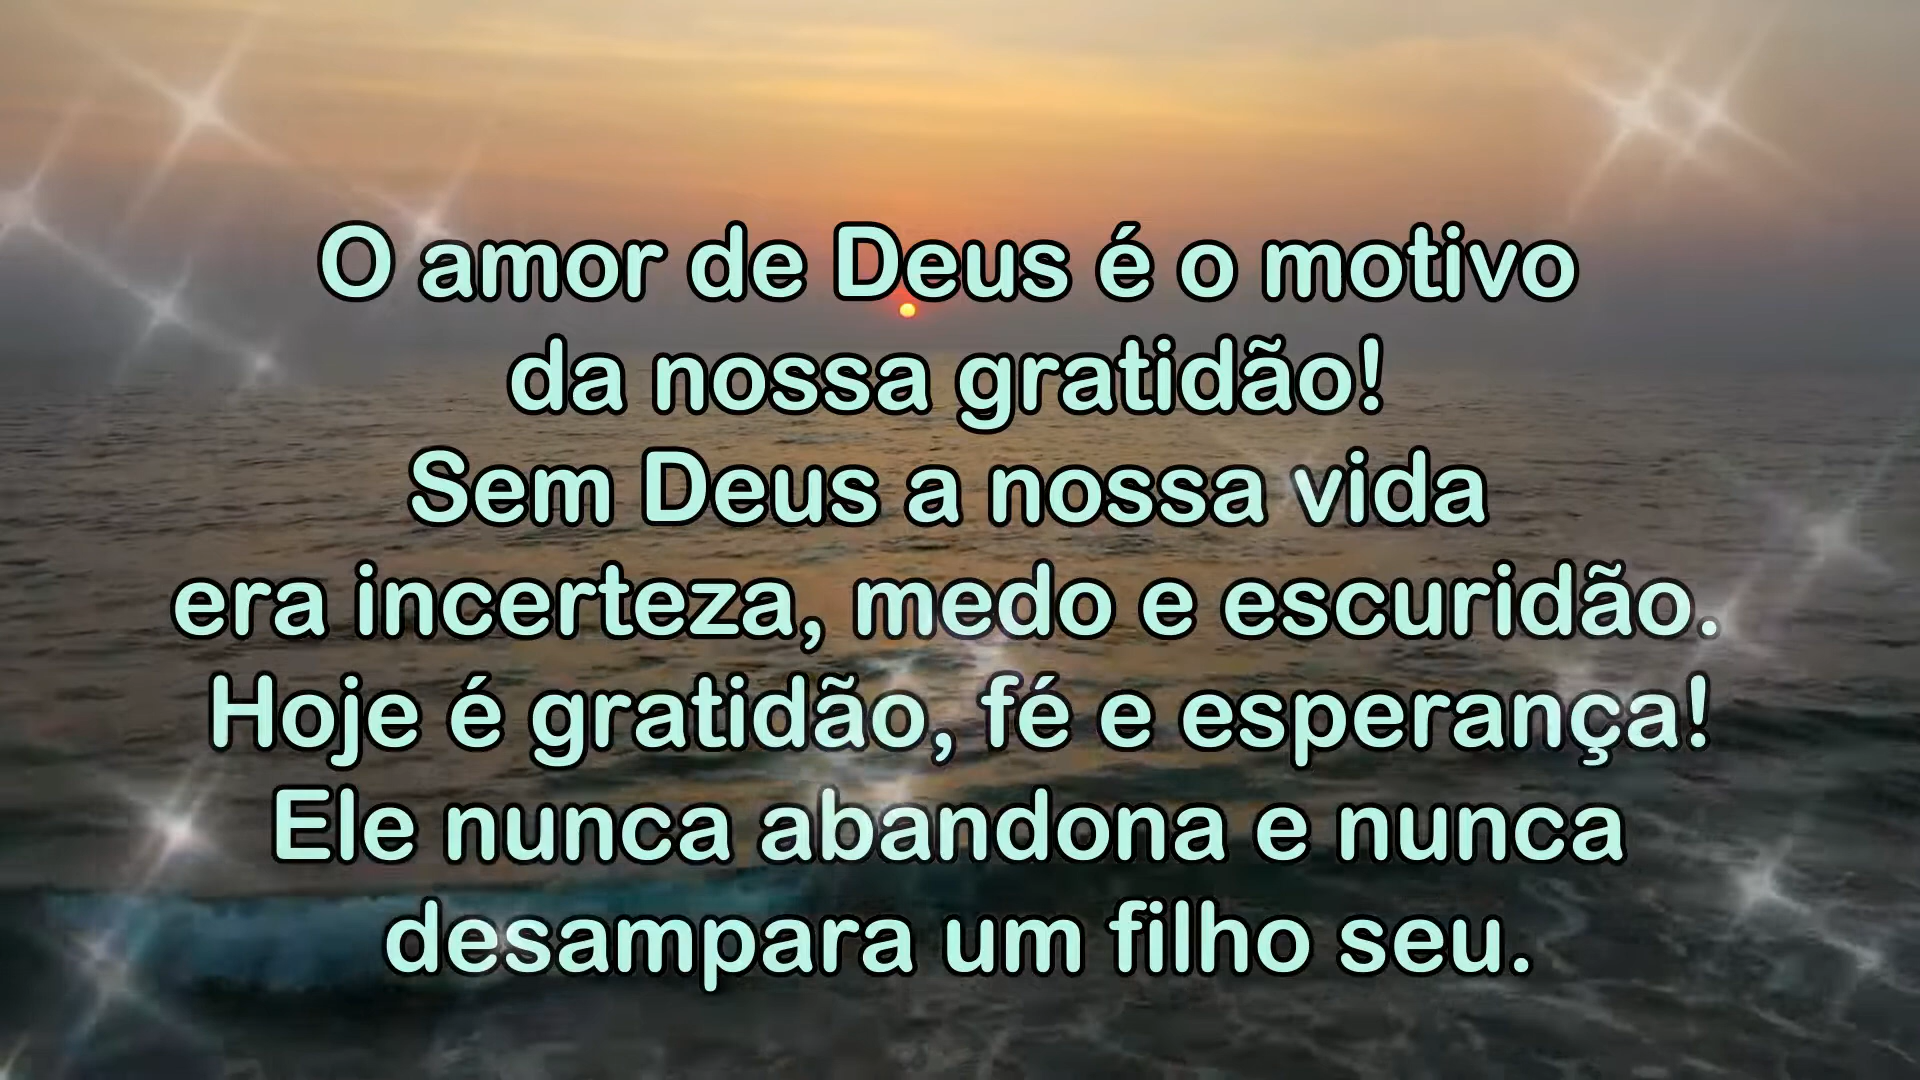 O amor de Deus é o motivo
da nossa gratidão!
Sem Deus a nossa vida
era incerteza, medo e escuridão.
Hoje é gratidão, fé e esperança!
Ele nunca abandona e nunca
desampara um filho seu.